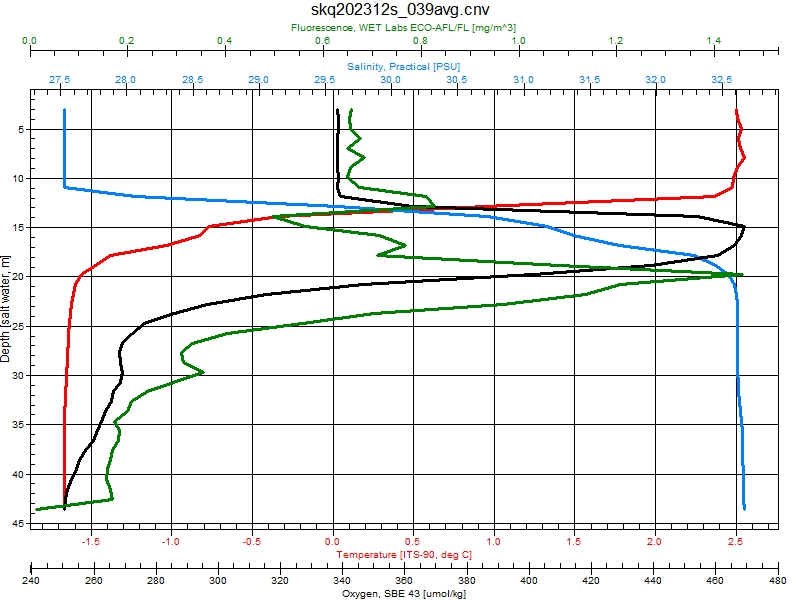 skq202312s_039avg.cnv
Fluorescence, WET Labs ECO-AFL/FL [mg/m^3]
0.0 0.2 0.4 0.6 0.8 1.0 1.2 1.4
Salinity, Practical [PSU]
27.5 28.0 28.5 29.0 29.5 30.0 30.5 31.0 31.5 32.0 32.5
Depth [salt water, m]
5
10
15
20
25
30
35
40
45
-1.5 -1.0 -0.5 0.0 0.5 1.0 1.5 2.0 2.5
Temperature [ITS-90, deg C]
240 260 280 300 320 340 360 380 400 420 440 460 480
Oxygen, SBE 43 [umol/kg]